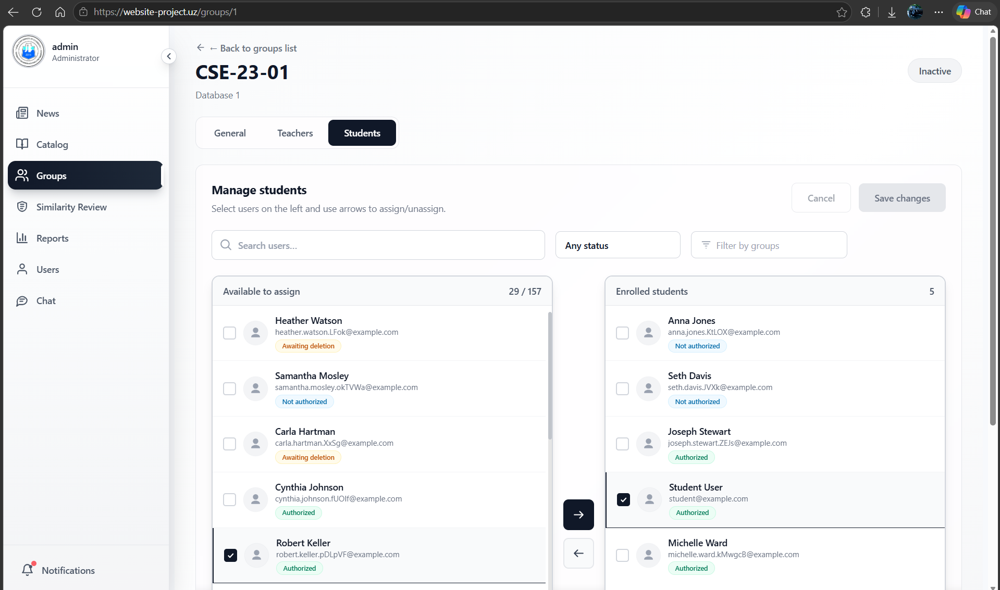 https://website-project.uz/groups/1
Chat
admin
Administrator
News
Catalog
Groups
Similarity Review
Reports
Users
Chat
Notifications
← Back to groups list
CSE-23-01
Inactive
Database 1
General Teachers Students
Manage students
Select users on the left and use arrows to assign/unassign.
Cancel Save changes
Search users...
Any status
Filter by groups
Available to assign 29 / 157
Heather Watson
heather.watson.LFok@example.com
Awaiting deletion
Samantha Mosley
samantha.mosley.okTVWa@example.com
Not authorized
Carla Hartman
carla.hartman.XxSg@example.com
Awaiting deletion
Cynthia Johnson
cynthia.johnson.fUOIf@example.com
Authorized
Robert Keller
robert.keller.pDLpVF@example.com
Authorized
Enrolled students 5
Anna Jones
anna.jones.KtLOX@example.com
Not authorized
Seth Davis
seth.davis.JVXk@example.com
Not authorized
Joseph Stewart
joseph.stewart.ZEJs@example.com
Authorized
Student User
student@example.com
Authorized
Michelle Ward
michelle.ward.kMwgcB@example.com
Authorized